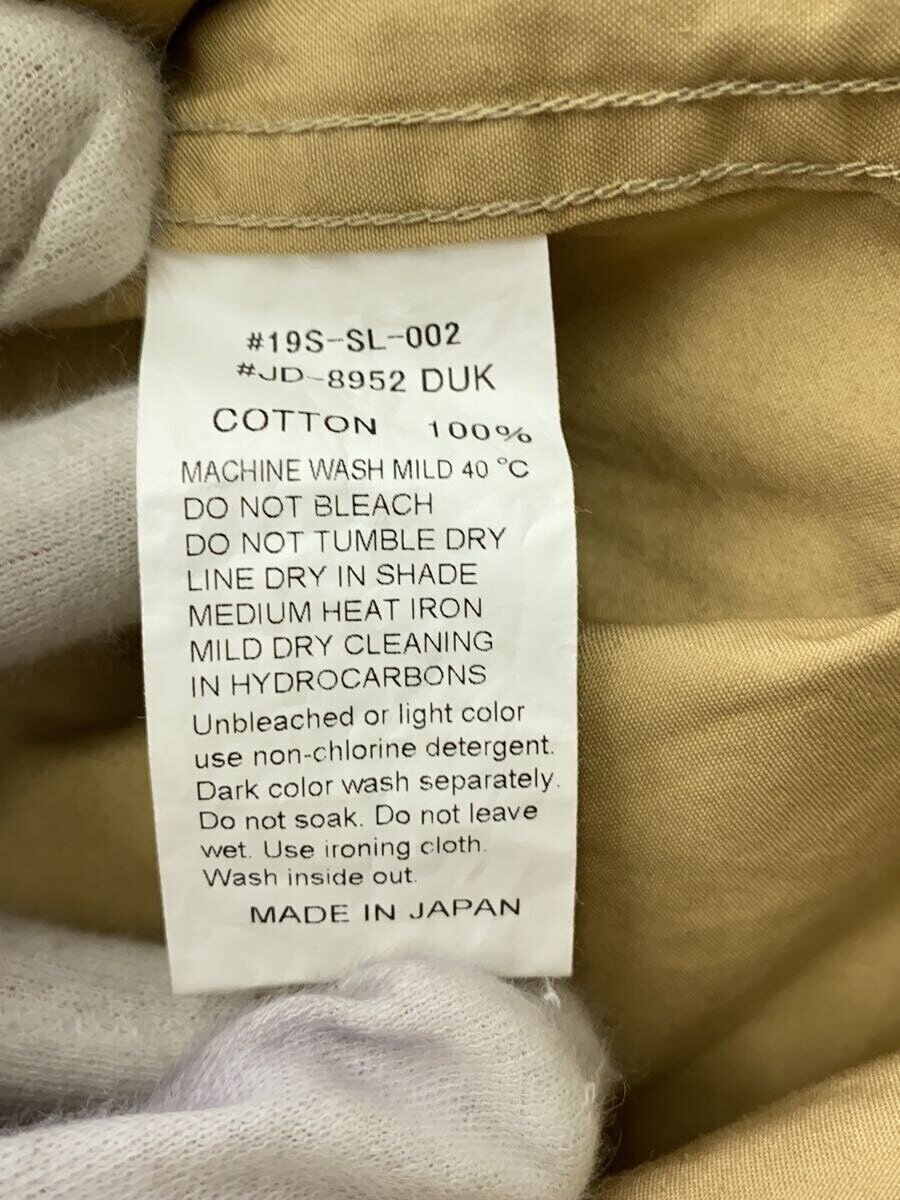 #19S-SL-002
#JD-8952 DUK
COTTON 100%
MACHINE WASH MILD 40 °C
DO NOT BLEACH
DO NOT TUMBLE DRY
LINE DRY IN SHADE
MEDIUM HEAT IRON
MILD DRY CLEANING
IN HYDROCARBONS
Unbleached or light color
use non-chlorine detergent.
Dark color wash separately.
Do not soak. Do not leave
wet. Use ironing cloth.
Wash inside out.
MADE IN JAPAN